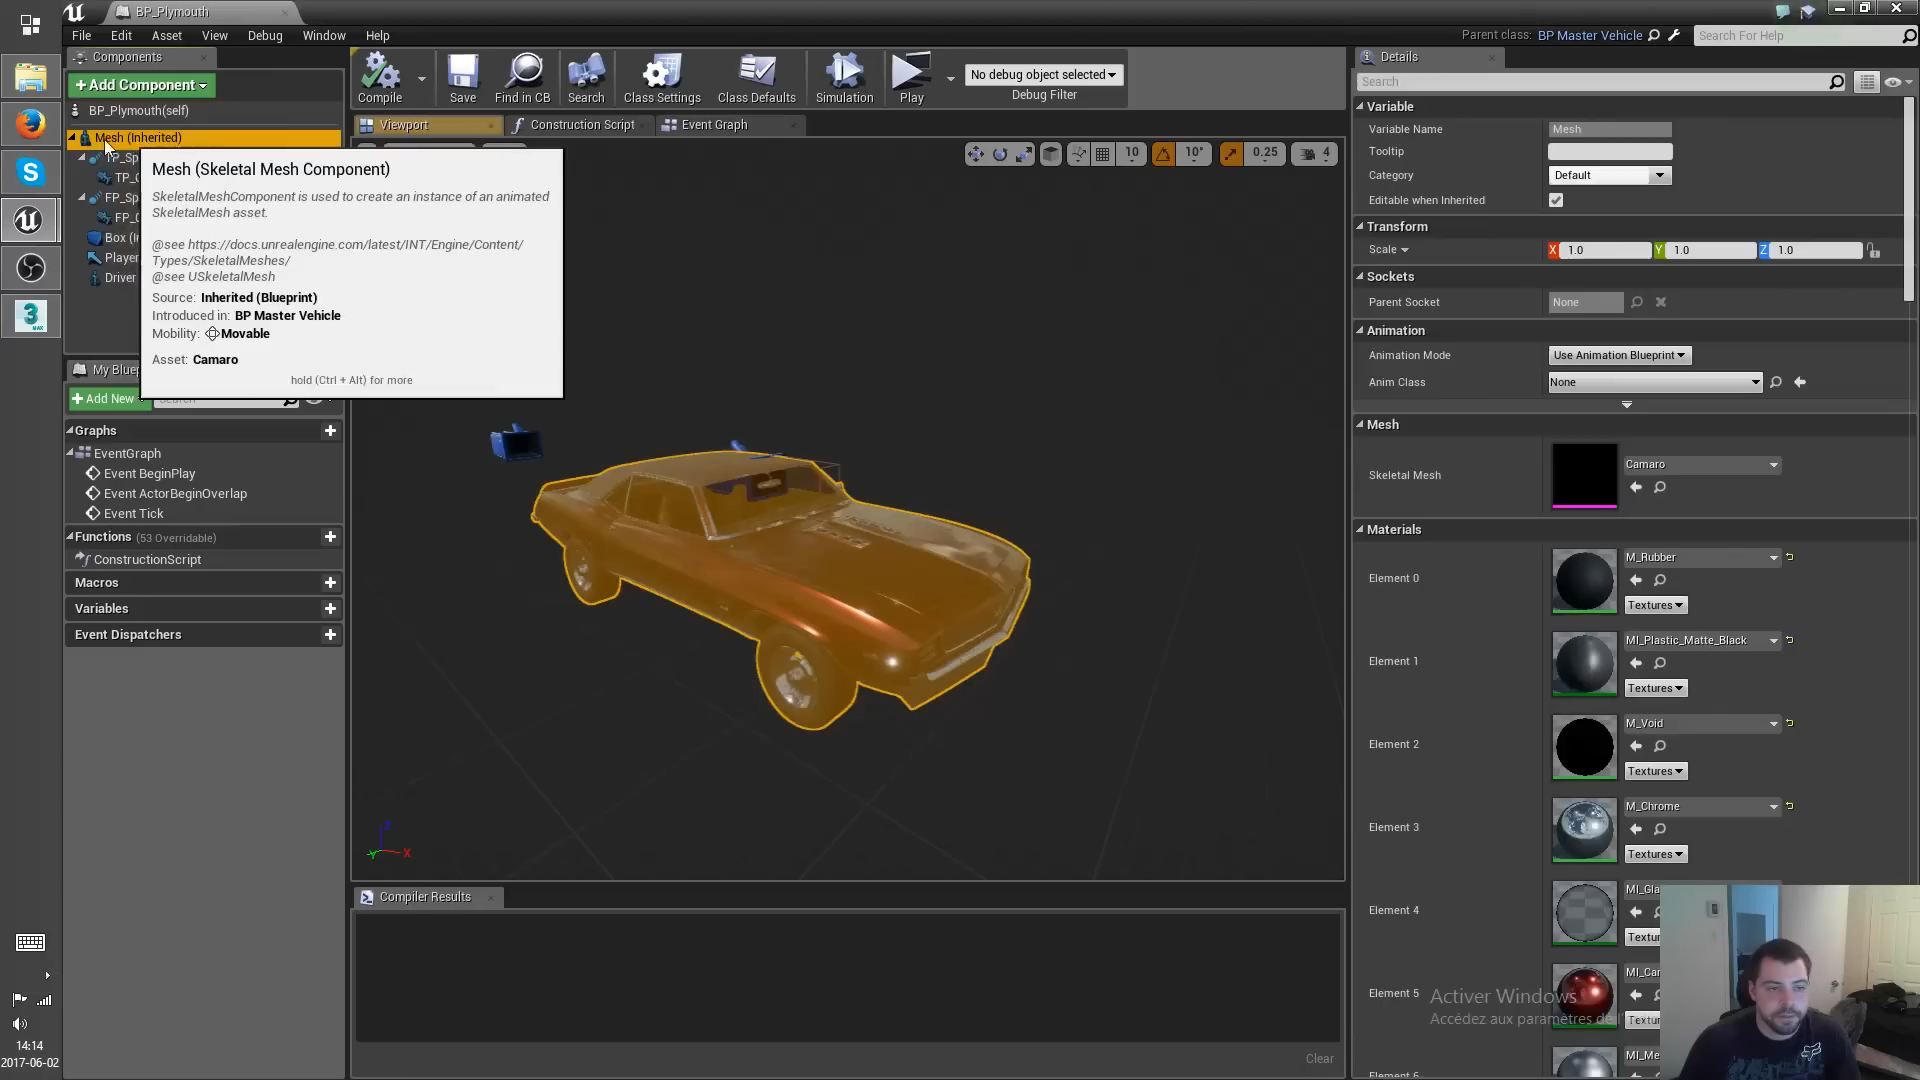 BP_Plymouth
File Edit Asset View Debug Window Help
Parent class: BP Master Vehicle
Search For Help
Components
+Add Component
BP_Plymouth(self)
Mesh (Inherited)
TP_Sp
TP_C
FP_Sp
FP_C
Box (I
Player
Driver
Mesh (Skeletal Mesh Component)
SkeletalMeshComponent is used to create an instance of an animated
SkeletalMesh asset.
@see https://docs.unrealengine.com/latest/INT/Engine/Content/
Types/SkeletalMeshes/
@see USkeletalMesh
Source: Inherited (Blueprint)
Introduced in: BP Master Vehicle
Mobility: Movable
Asset: Camaro
hold (Ctrl + Alt) for more
My Bluep
+Add New
Search
Graphs
EventGraph
Event BeginPlay
Event ActorBeginOverlap
Event Tick
Functions (53 Overridable)
ConstructionScript
Macros
Variables
Event Dispatchers
Compile
Save
Find in CB
Search
Class Settings
Class Defaults
Simulation
Play
No debug object selected
Debug Filter
Viewport
Construction Script
Event Graph
10
10°
0.25
4
Z
X
Y
Compiler Results
Clear
Details
Search
Variable
Variable Name Mesh
Tooltip
Category Default
Editable when Inherited
Transform
Scale X 1.0 Y 1.0 Z 1.0
Sockets
Parent Socket None
Animation
Animation Mode Use Animation Blueprint
Anim Class None
Mesh
Skeletal Mesh Camaro
Materials
Element 0 M_Rubber
Textures
Element 1 MI_Plastic_Matte_Black
Textures
Element 2 M_Void
Textures
Element 3 M_Chrome
Textures
Element 4 MI_Gla
Textur
Element 5 MI_Car
Textur
MI_Me
Element 6
Activer Windows
Accédez aux paramètres de l'
3
MAX
14:14
2017-06-02